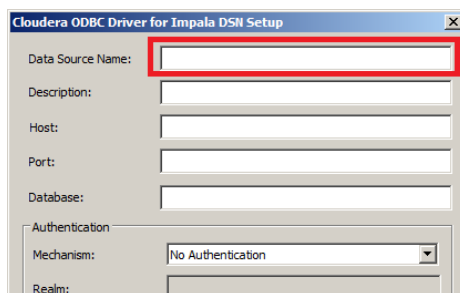 Cloudera ODBC Driver for Impala DSN Setup
Data Source Name:
Description:
Host:
Port:
Database:
Authentication
Mechanism: No Authentication
Realm: